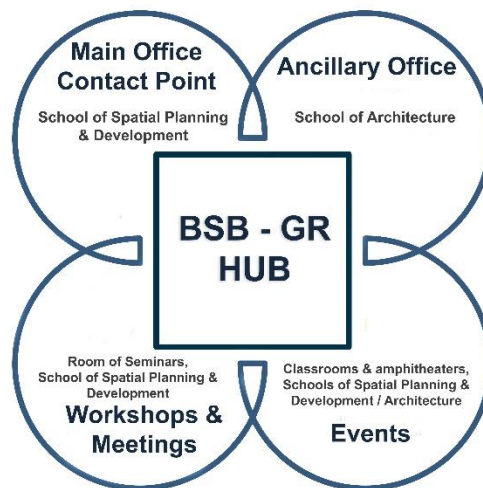 Main Office
Contact Point
School of Spatial Planning
& Development
Ancillary Office
School of Architecture
BSB - GR
HUB
Room of Seminars,
School of Spatial Planning &
Development
Workshops &
Meetings
Classrooms & amphitheaters,
Schools of Spatial Planning &
Development / Architecture
Events